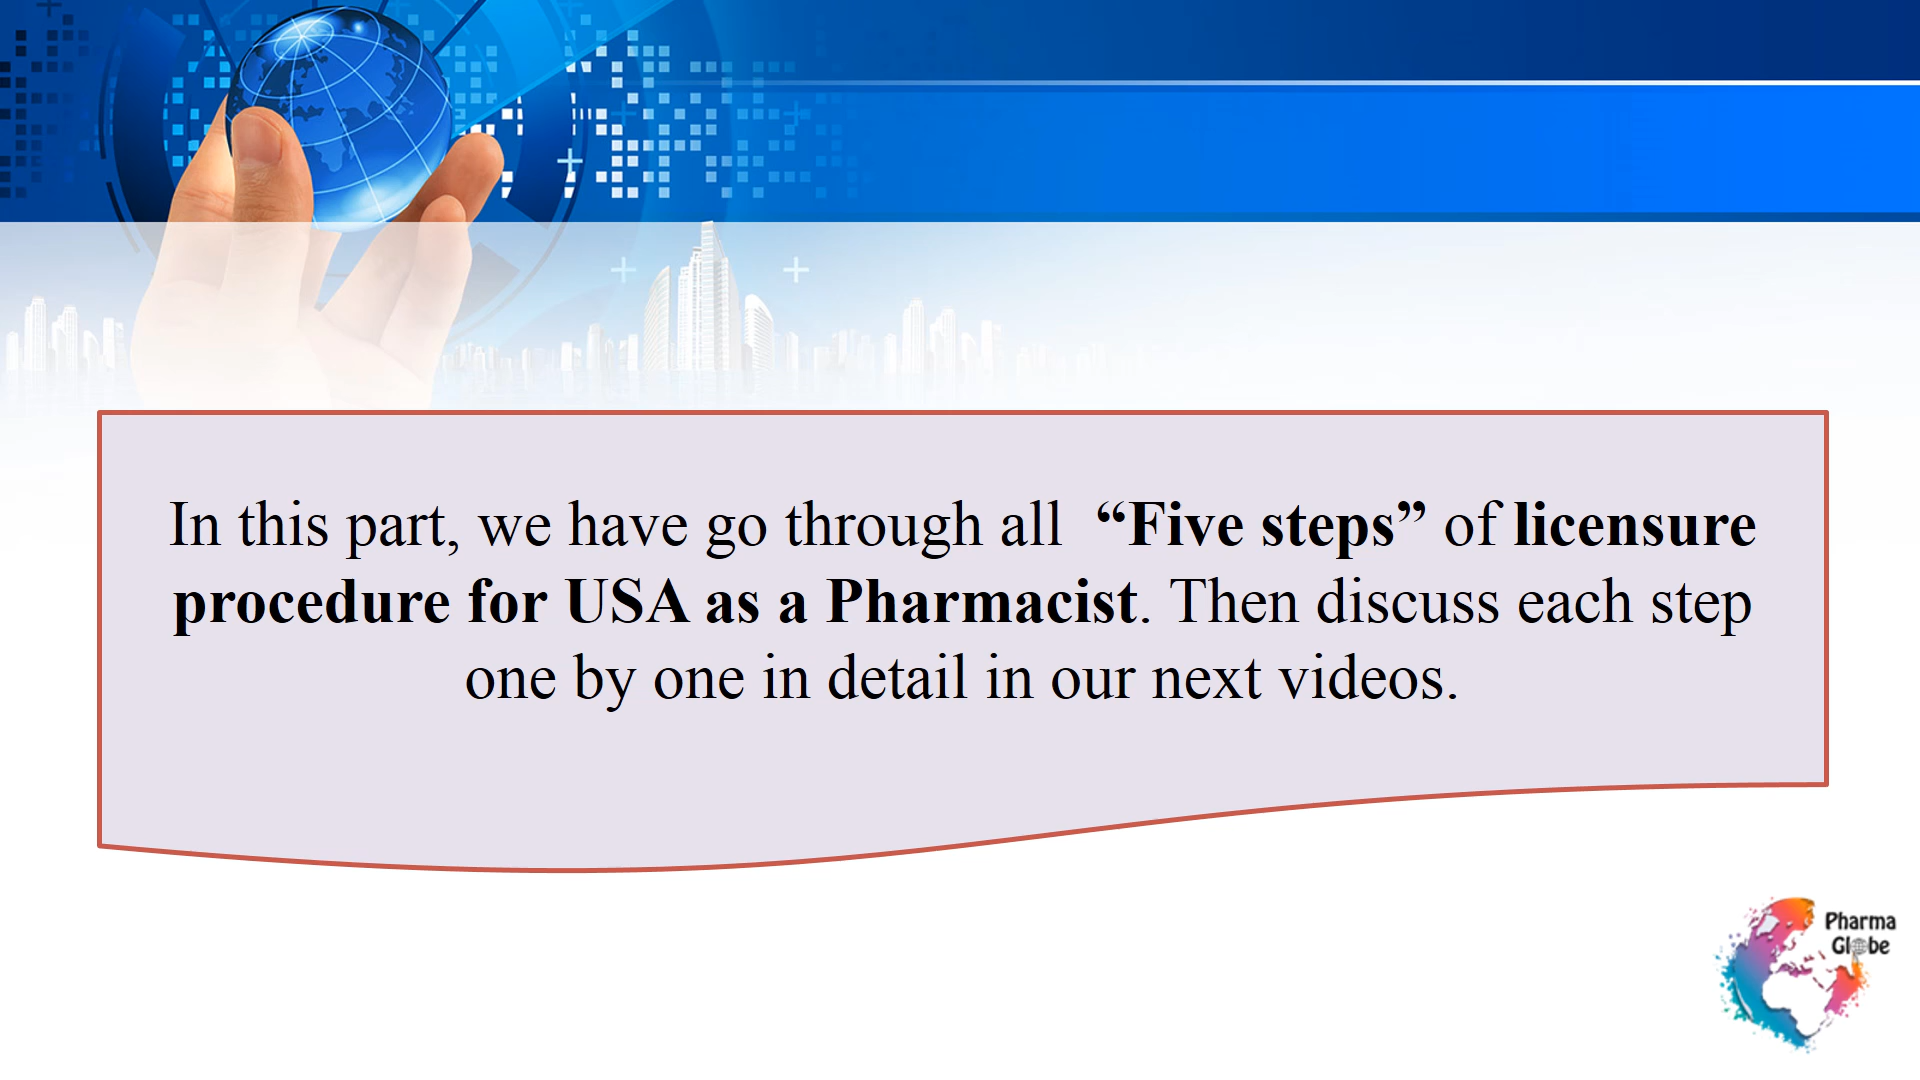 In this part, we have go through all “Five steps” of licensure
procedure for USA as a Pharmacist. Then discuss each step
one by one in detail in our next videos.
Pharma
Globe